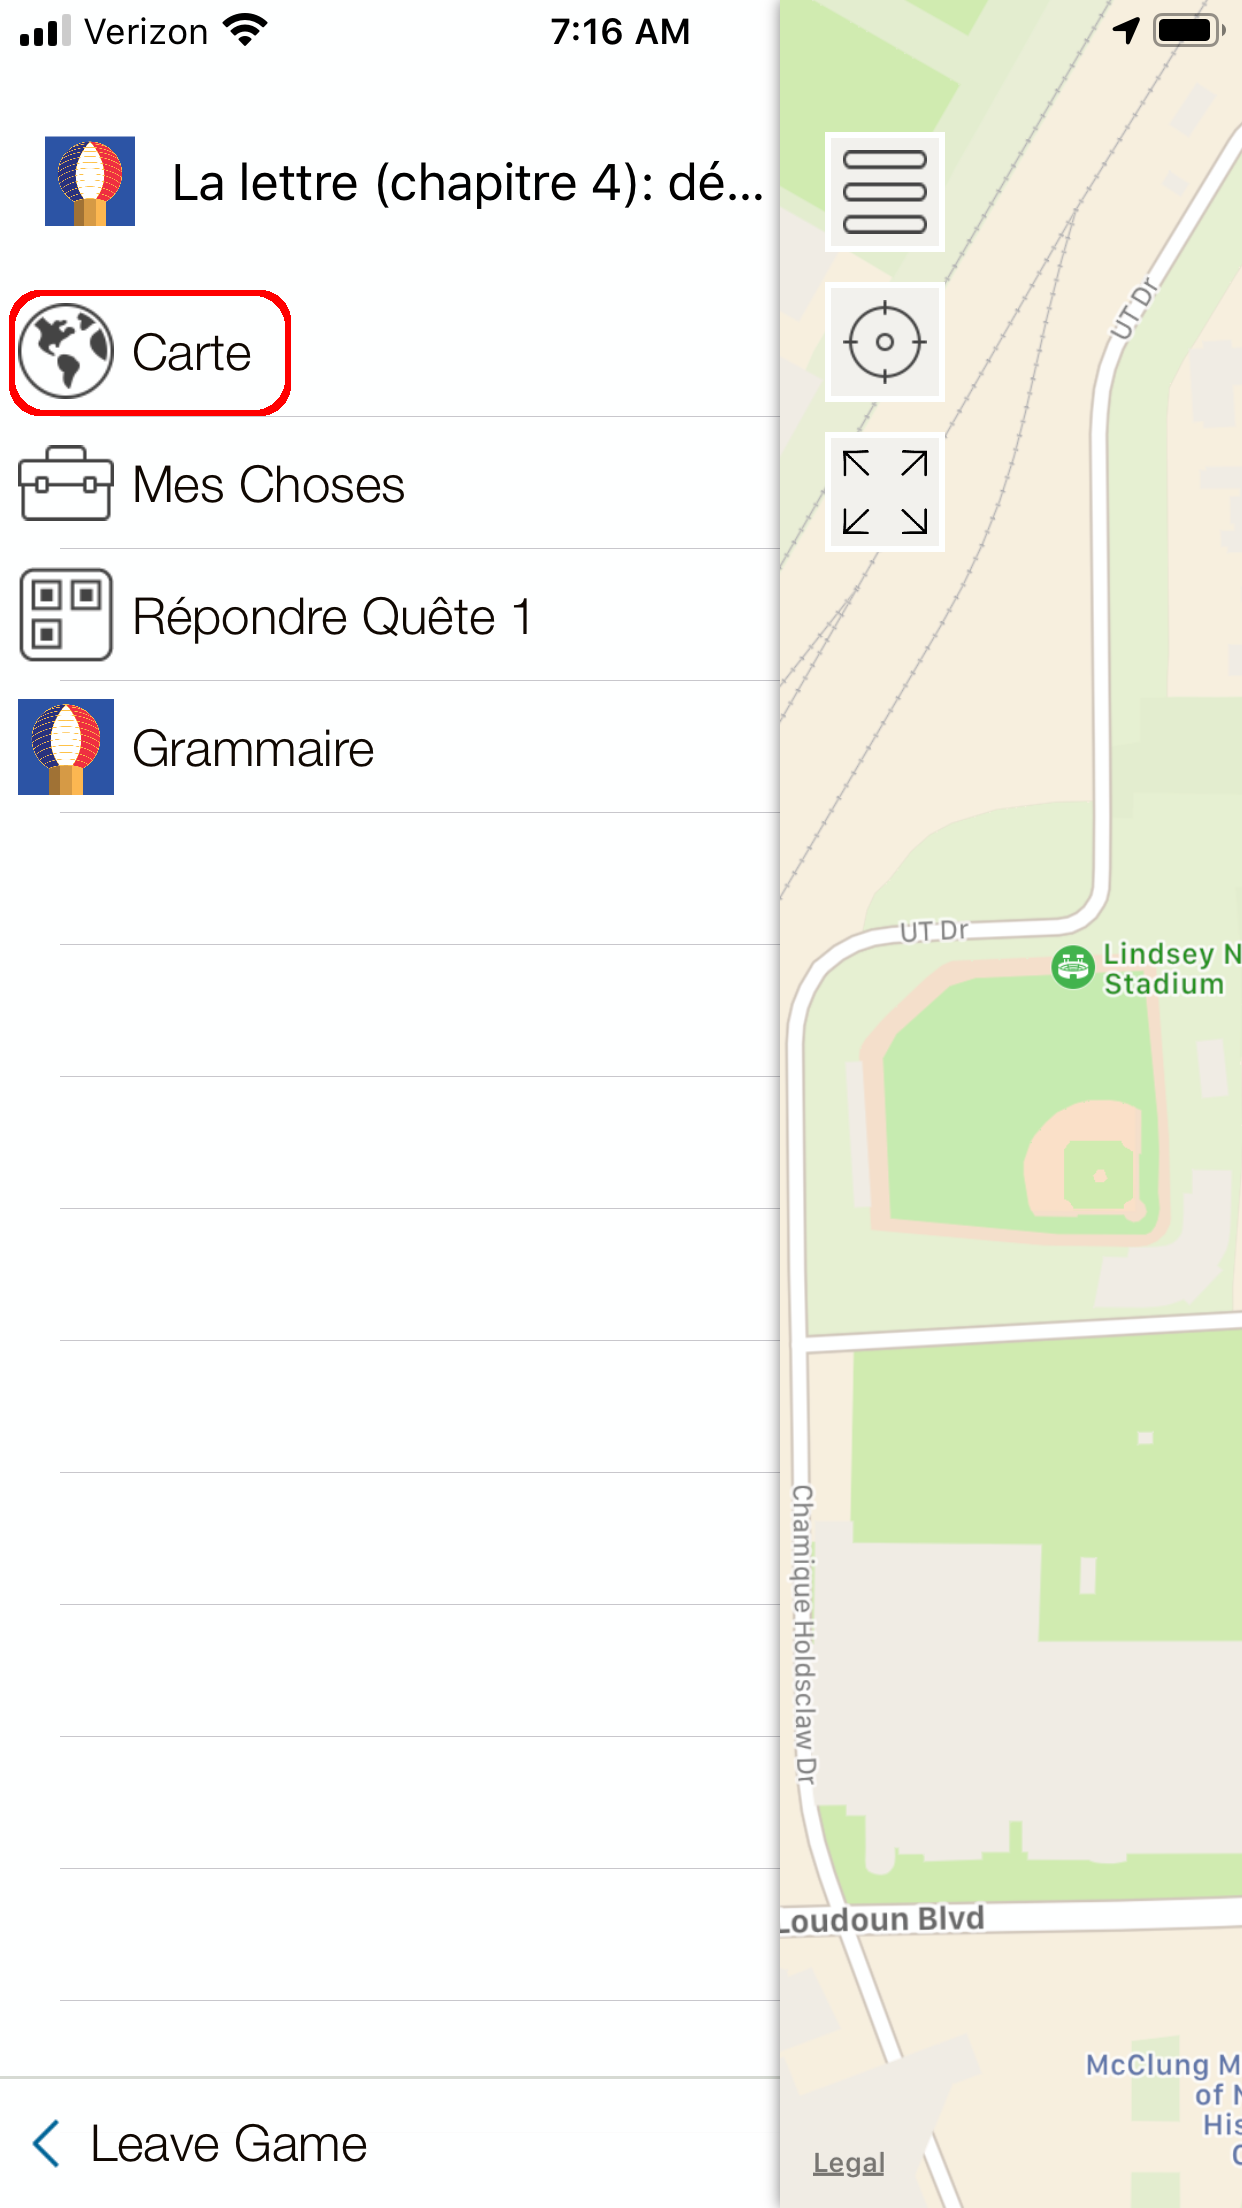 Verizon
7:16 AM
La lettre (chapitre 4): dé...
Carte
Mes Choses
Répondre Quête 1
Grammaire
Leave Game
UT Dr
UT Dr
Lindsey N
Stadium
Chamique Holdsclaw Dr
Loudoun Blvd
McClung M
of N
His
Legal